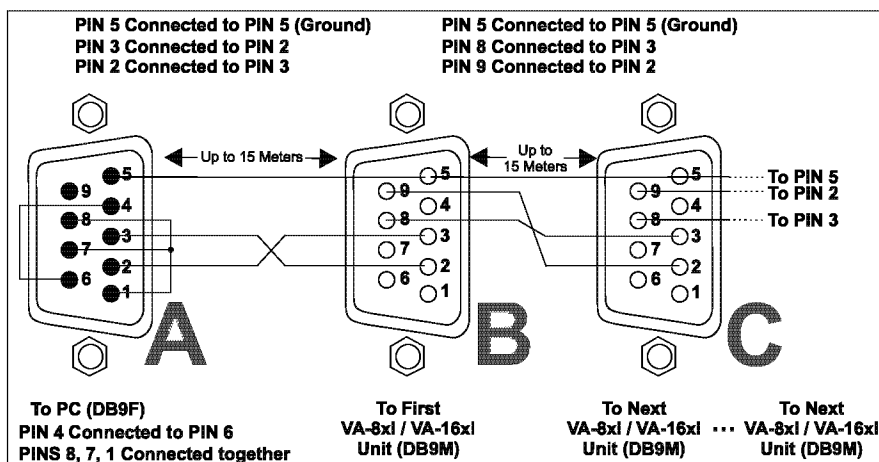 PIN 5 Connected to PIN 5 (Ground)
PIN 3 Connected to PIN 2
PIN 2 Connected to PIN 3
PIN 5 Connected to PIN 5 (Ground)
PIN 8 Connected to PIN 3
PIN 9 Connected to PIN 2
Up to 15 Meters
Up to
15 Meters
5
9
4
8
3
7
2
6
1
A
5
9
4
8
3
7
2
6
1
B
5
9
4
8
3
7
2
6
1
C
To PIN 5
To PIN 2
To PIN 3
To PC (DB9F)
PIN 4 Connected to PIN 6
PINS 8, 7, 1 Connected together
To First
VA-8xl / VA-16xl
Unit (DB9M)
To Next
VA-8xl / VA-16xl
Unit (DB9M)
...
To Next
VA-8xl / VA-16xl
Unit (DB9M)